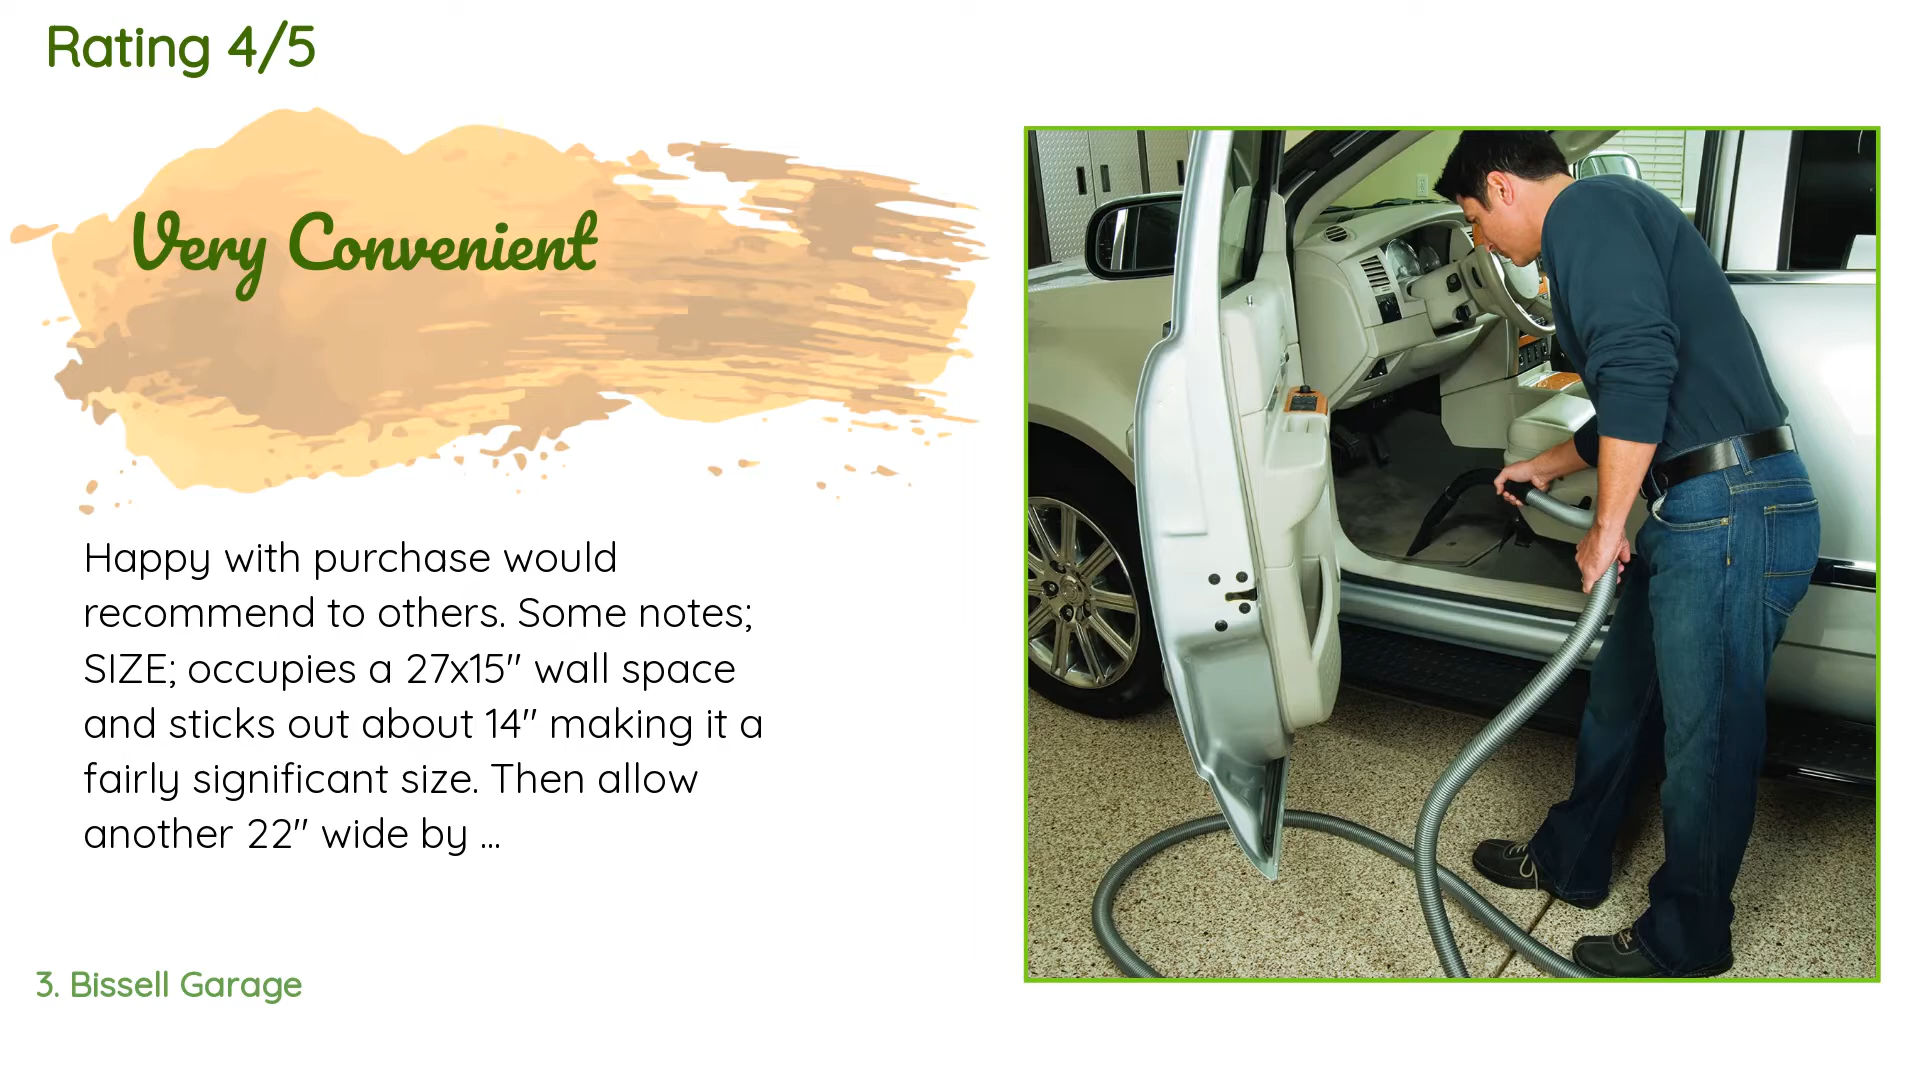 Rating 4/5
Very Convenient
Happy with purchase would
recommend to others. Some notes;
SIZE; occupies a 27x15" wall space
and sticks out about 14" making it a
fairly significant size. Then allow
another 22" wide by ...
3. Bissell Garage